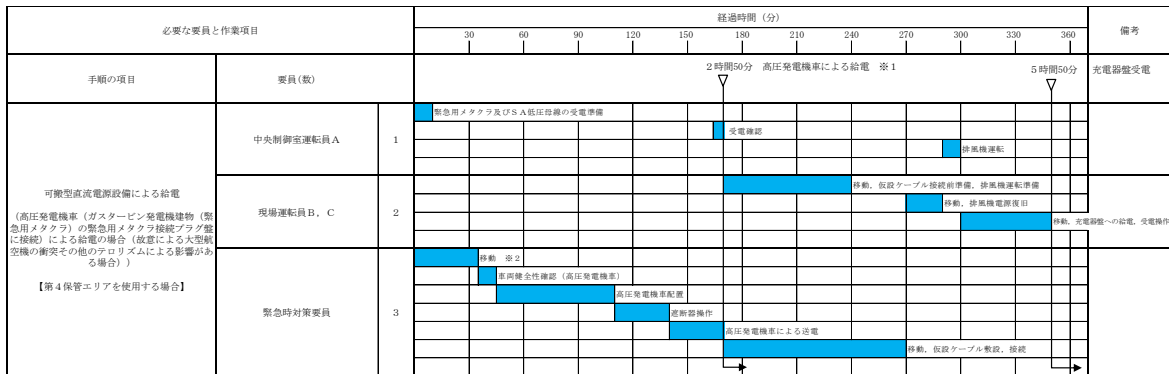 必要な要員と作業項目
経過時間（分）
備考
30 60 90 120 150 180 210 240 270 300 330 360
手順の項目
要員(数)
2時間50分 高圧発電機車による給電 ※1
5時間50分
充電器盤受電
可搬型直流電源設備による給電
（高圧発電機車（ガスタービン発電機建物（緊
急用メタクラ）の緊急用メタクラ接続プラグ盤
に接続）による給電の場合（故意による大型航
空機の衝突その他のテロリズムによる影響があ
る場合））
【第4保管エリアを使用する場合】
中央制御室運転員A
1
緊急用メタクラ及びSA低圧母線の受電準備
受電確認
排風機運転
現場運転員B，C
2
移動，仮設ケーブル接続前準備，排風機運転準備
移動，排風機電源復旧
移動，充電器盤への給電，受電操作
緊急時対策要員
3
移動 ※2
車両健全性確認（高圧発電機車）
高圧発電機車配置
遮断器操作
高圧発電機車による送電
移動，仮設ケーブル敷設，接続